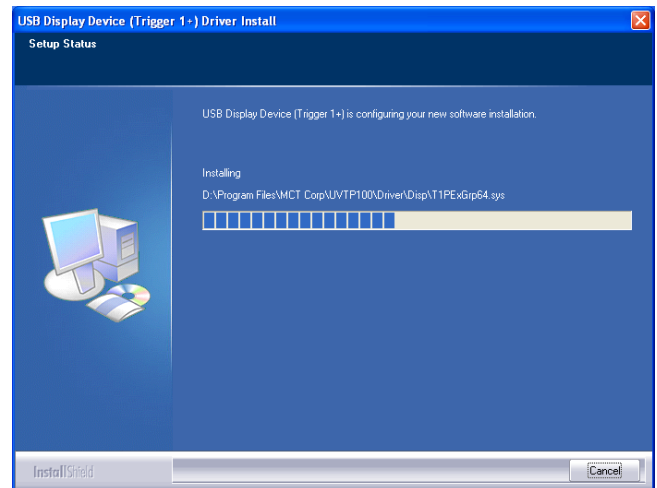 USB Display Device (Trigger 1+) Driver Install
Setup Status
USB Display Device (Trigger 1+) is configuring your new software installation.
Installing
D:\Program Files\MCT Corp\UVTP100\Driver\Disp\T1PExGrp64.sys
InstallShield
Cancel